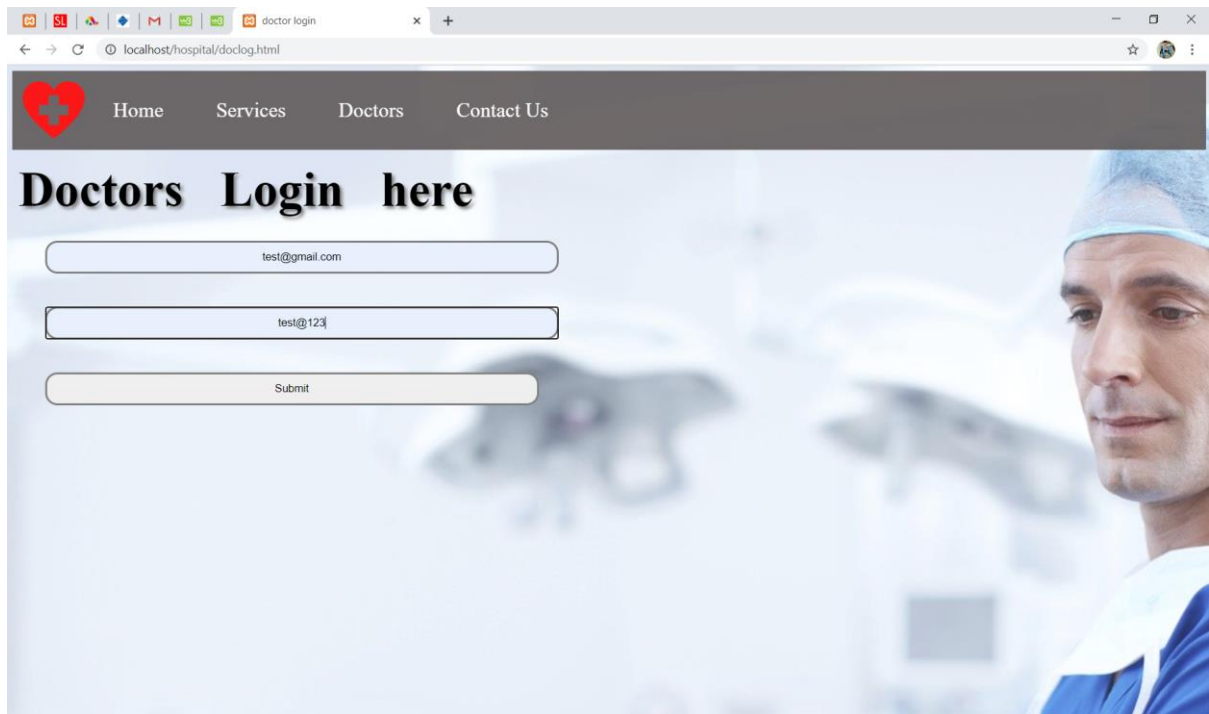 doctor login
localhost/hospital/doclog.html
Home Services Doctors Contact Us
Doctors Login here
test@gmail.com
test@123
Submit